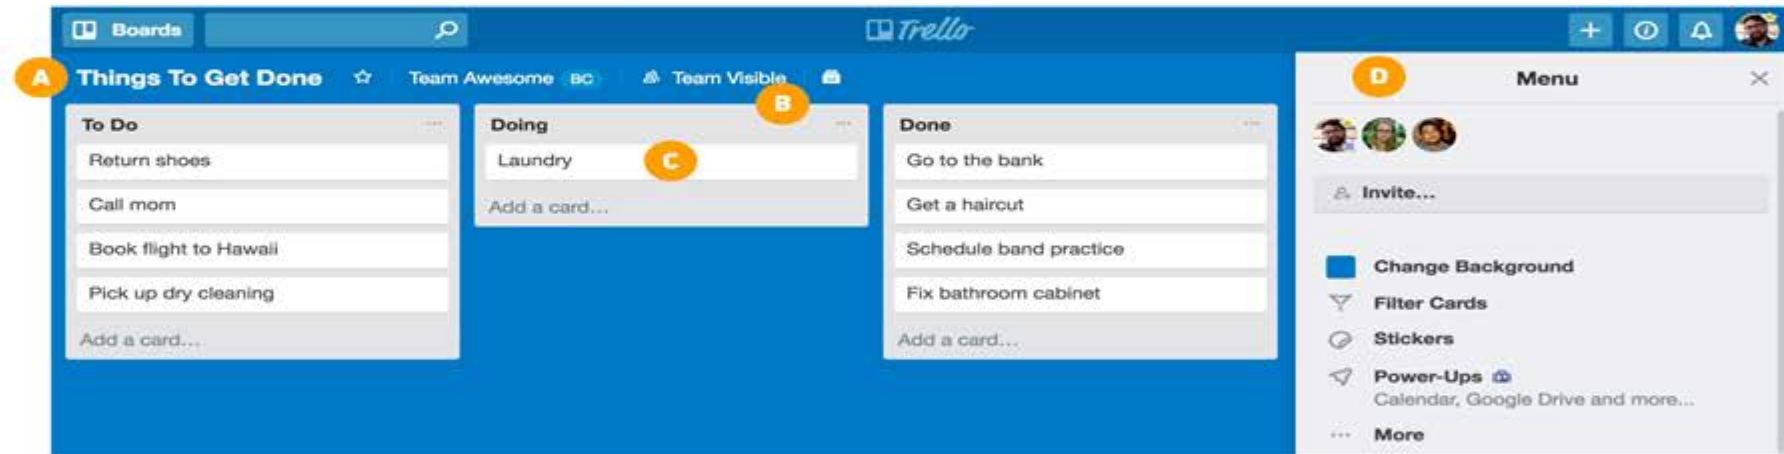 Boards
Trello
A Things To Get Done Team Awesome BC Team Visible
B
To Do
Return shoes
Call mom
Book flight to Hawaii
Pick up dry cleaning
Add a card...
Doing
Laundry C
Add a card...
Done
Go to the bank
Get a haircut
Schedule band practice
Fix bathroom cabinet
Add a card...
D Menu
Invite...
Change Background
Filter Cards
Stickers
Power-Ups
Calendar, Google Drive and more...
More